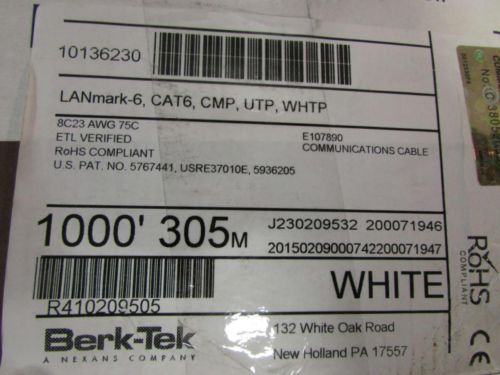 10136230
LANmark-6, CAT6, CMP, UTP, WHTP
8C23 AWG 75C
ETL VERIFIED E107890
RoHS COMPLIANT COMMUNICATIONS CABLE
U.S. PAT. NO. 5767441, USRE37010E, 5936205
1000' 305M J230209532 200071946
20150209000742200071947
WHITE
R410209505
Berk-Tek
A NEXANS COMPANY
132 White Oak Road
New Holland PA 17557
RoHS
COMPLIANT
CE